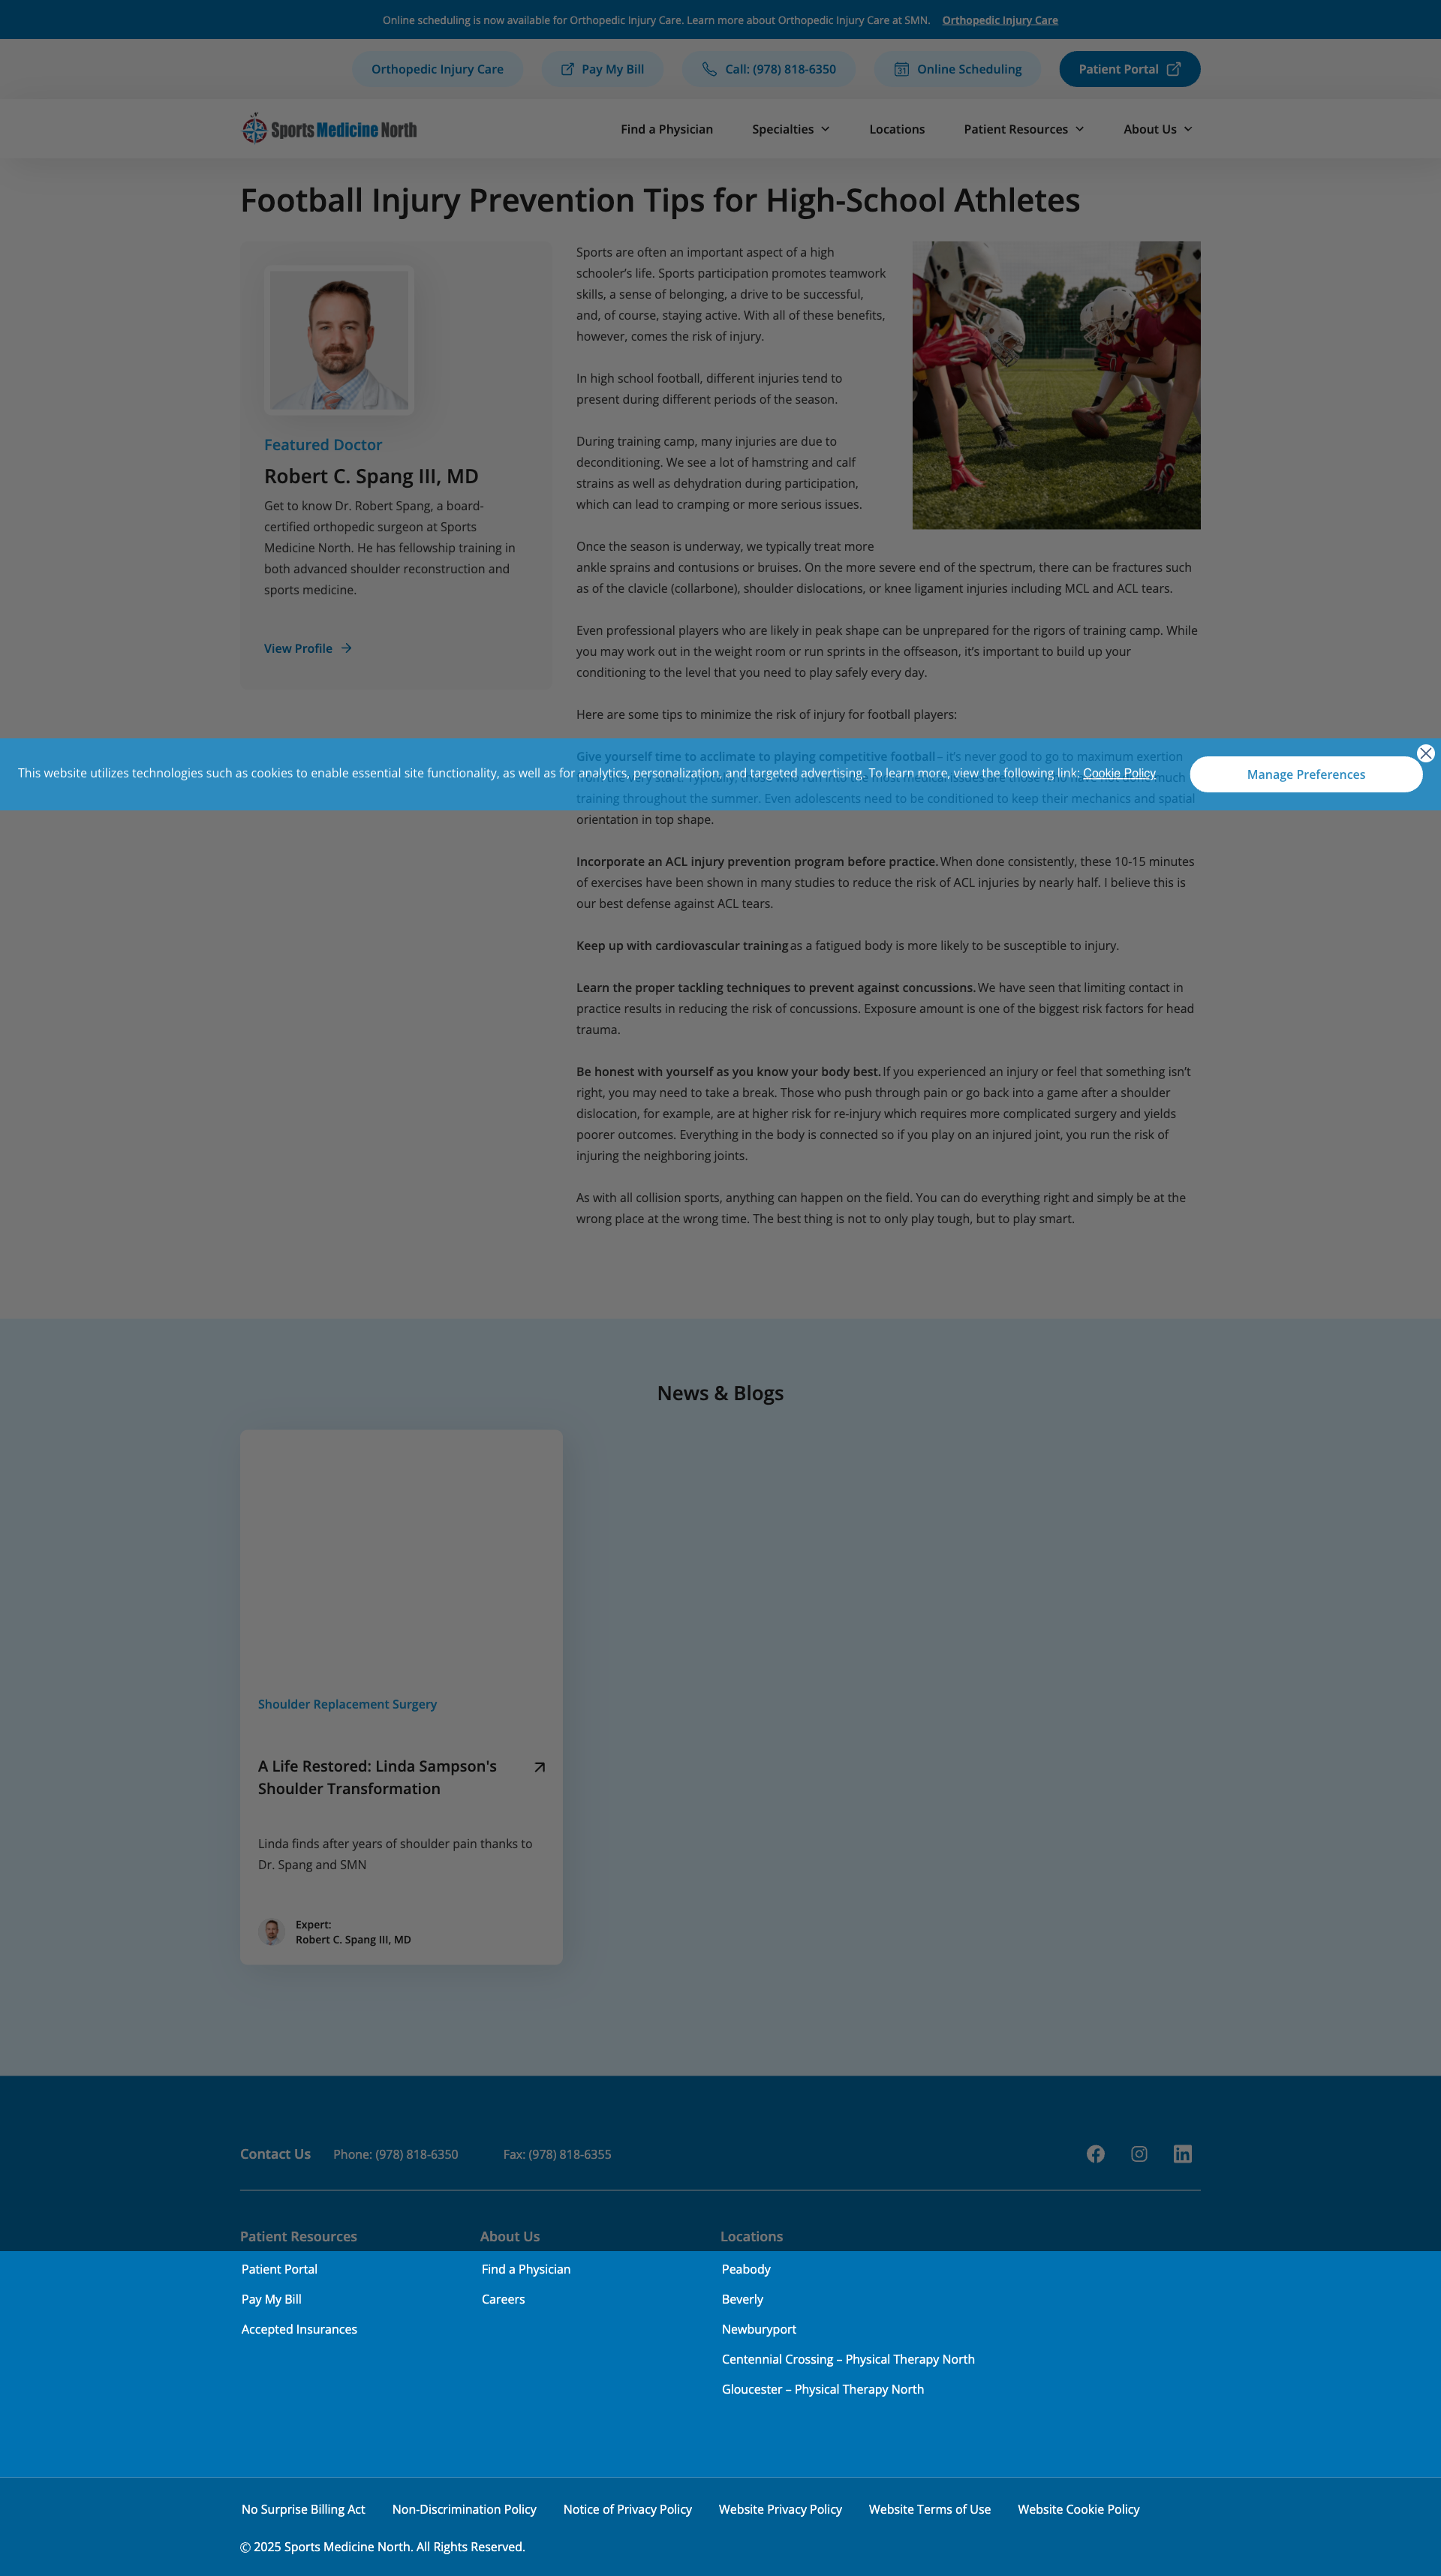 Online scheduling is now available for Orthopedic Injury Care. Learn more about Orthopedic Injury Care at SMN. Orthopedic Injury Care
Orthopedic Injury Care
Pay My Bill
Call: (978) 818-6350
Online Scheduling
Patient Portal
Sports Medicine North
Find a Physician
Specialties
Locations
Patient Resources
About Us
Football Injury Prevention Tips for High-School Athletes
Featured Doctor
Robert C. Spang III, MD
Get to know Dr. Robert Spang, a board-
certified orthopedic surgeon at Sports
Medicine North. He has fellowship training in
both advanced shoulder reconstruction and
sports medicine.
View Profile
Sports are often an important aspect of a high
schooler’s life. Sports participation promotes teamwork
skills, a sense of belonging, a drive to be successful,
and, of course, staying active. With all of these benefits,
however, comes the risk of injury.
In high school football, different injuries tend to
present during different periods of the season.
During training camp, many injuries are due to
deconditioning. We see a lot of hamstring and calf
strains as well as dehydration during participation,
which can lead to cramping or more serious issues.
Once the season is underway, we typically treat more
ankle sprains and contusions or bruises. On the more severe end of the spectrum, there can be fractures such
as of the clavicle (collarbone), shoulder dislocations, or knee ligament injuries including MCL and ACL tears.
Even professional players who are likely in peak shape can be unprepared for the rigors of training camp. While
you may work out in the weight room or run sprints in the offseason, it’s important to build up your
conditioning to the level that you need to play safely every day.
Here are some tips to minimize the risk of injury for football players:
Give yourself time to acclimate to playing competitive football – it’s never good to go to maximum exertion
This website utilizes technologies such as cookies to enable essential site functionality, as well as for analytics, personalization, and targeted advertising. To learn more, view the following link: Cookie Policy
Manage Preferences
from the very start. Typically, those who run into the most medical issues are those who have not done much
training throughout the summer. Even adolescents need to be conditioned to keep their mechanics and spatial
orientation in top shape.
Incorporate an ACL injury prevention program before practice. When done consistently, these 10-15 minutes
of exercises have been shown in many studies to reduce the risk of ACL injuries by nearly half. I believe this is
our best defense against ACL tears.
Keep up with cardiovascular training as a fatigued body is more likely to be susceptible to injury.
Learn the proper tackling techniques to prevent against concussions. We have seen that limiting contact in
practice results in reducing the risk of concussions. Exposure amount is one of the biggest risk factors for head
trauma.
Be honest with yourself as you know your body best. If you experienced an injury or feel that something isn’t
right, you may need to take a break. Those who push through pain or go back into a game after a shoulder
dislocation, for example, are at higher risk for re-injury which requires more complicated surgery and yields
poorer outcomes. Everything in the body is connected so if you play on an injured joint, you run the risk of
injuring the neighboring joints.
As with all collision sports, anything can happen on the field. You can do everything right and simply be at the
wrong place at the wrong time. The best thing is not to only play tough, but to play smart.
News & Blogs
Shoulder Replacement Surgery
A Life Restored: Linda Sampson's
Shoulder Transformation
Linda finds after years of shoulder pain thanks to
Dr. Spang and SMN
Expert:
Robert C. Spang III, MD
Contact Us
Phone: (978) 818-6350
Fax: (978) 818-6355
Patient Resources
Patient Portal
Pay My Bill
Accepted Insurances
About Us
Find a Physician
Careers
Locations
Peabody
Beverly
Newburyport
Centennial Crossing – Physical Therapy North
Gloucester – Physical Therapy North
No Surprise Billing Act
Non-Discrimination Policy
Notice of Privacy Policy
Website Privacy Policy
Website Terms of Use
Website Cookie Policy
© 2025 Sports Medicine North. All Rights Reserved.